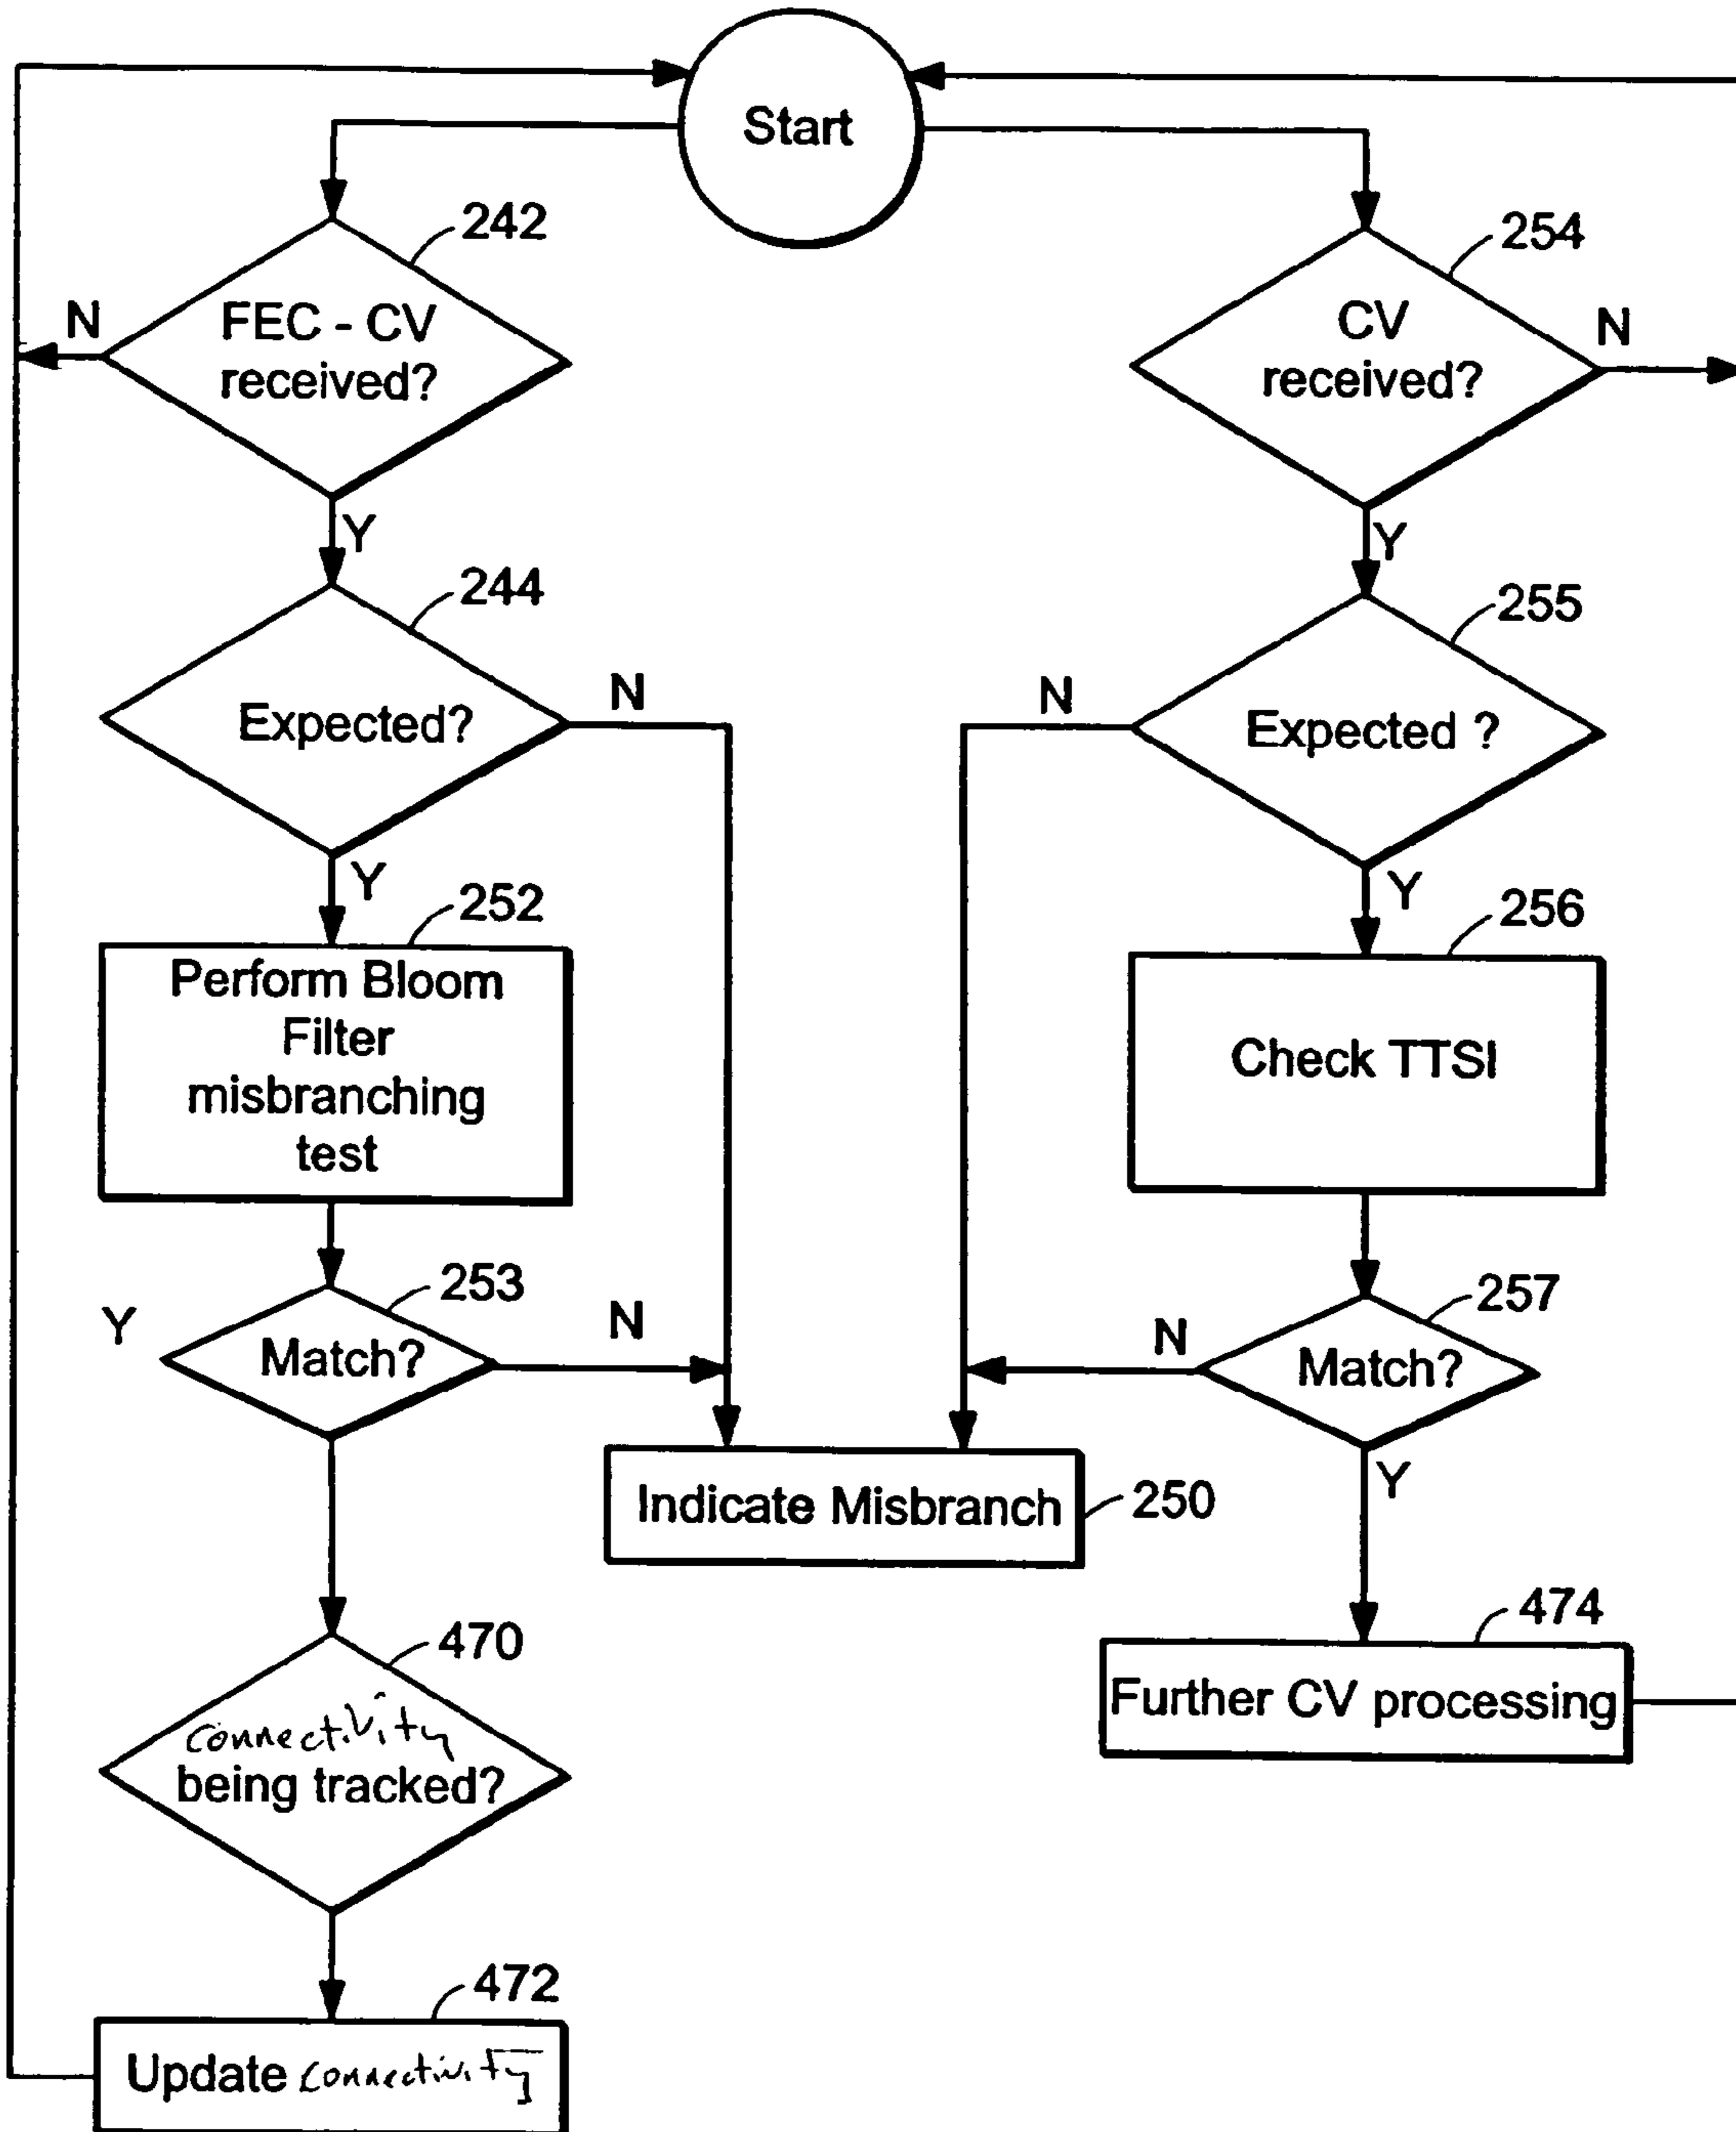 Start
242
FEC - CV
received?
N
Y
244
Expected?
N
Y
252
Perform Bloom
Filter
misbranching
test
253
Match?
Y
N
470
connectivity
being tracked?
472
Update connectivity
254
CV
received?
N
Y
255
Expected ?
N
Y
256
Check TTSI
257
Match?
N
Y
Indicate Misbranch
250
474
Further CV processing